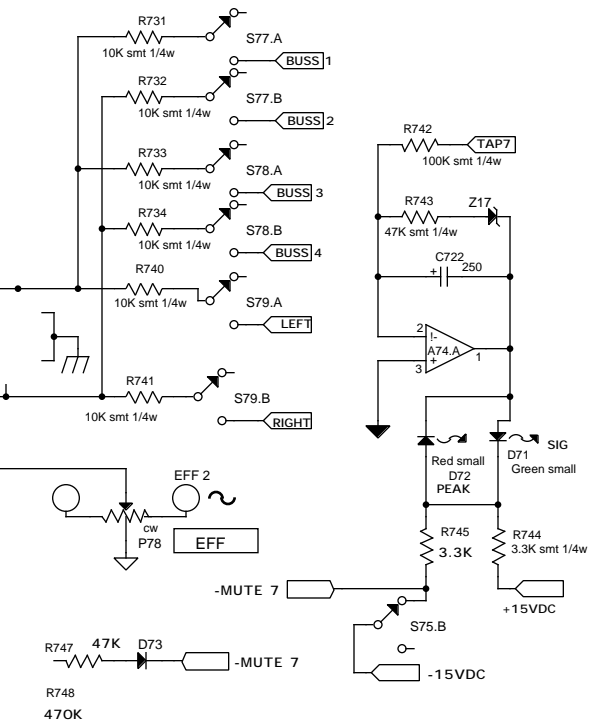 R731
10K smt 1/4w
S77.A
BUSS 1
R732
10K smt 1/4w
S77.B
BUSS 2
R733
10K smt 1/4w
S78.A
BUSS 3
R734
10K smt 1/4w
S78.B
BUSS 4
R740
10K smt 1/4w
S79.A
LEFT
R741
10K smt 1/4w
S79.B
RIGHT
R742
TAP7
100K smt 1/4w
R743
Z17
47K smt 1/4w
C722
+
250
2
!-
A74.A
1
+
3
SIG
D71
Green small
Red small
D72
PEAK
EFF 2
cw
P78
EFF
R745
3.3K
R744
3.3K smt 1/4w
-MUTE 7
+15VDC
S75.B
-15VDC
R747
47K
D73
-MUTE 7
R748
470K